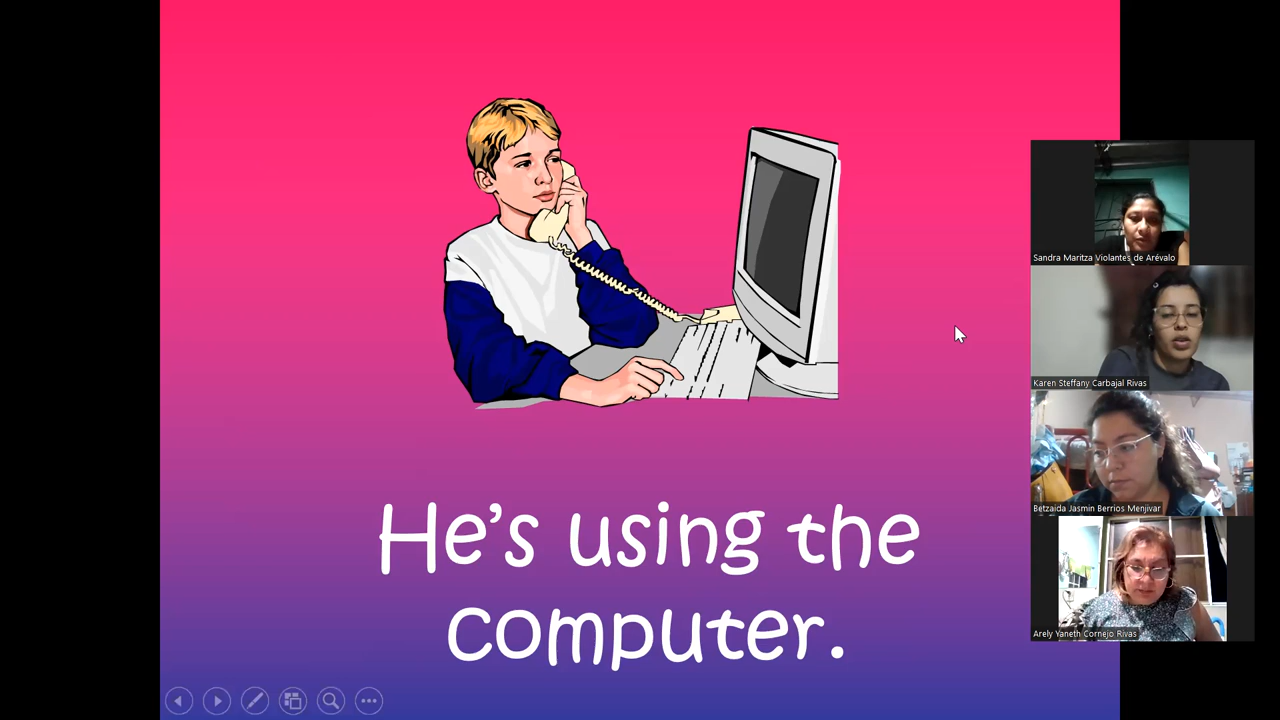 He's using the
computer.
Sandra Maritza Violantes de Arévalo
Karen Steffany Carbajal Rivas
Betzaida Jasmin Berrios Menjivar
Arely Yaneth Cornejo Rivas